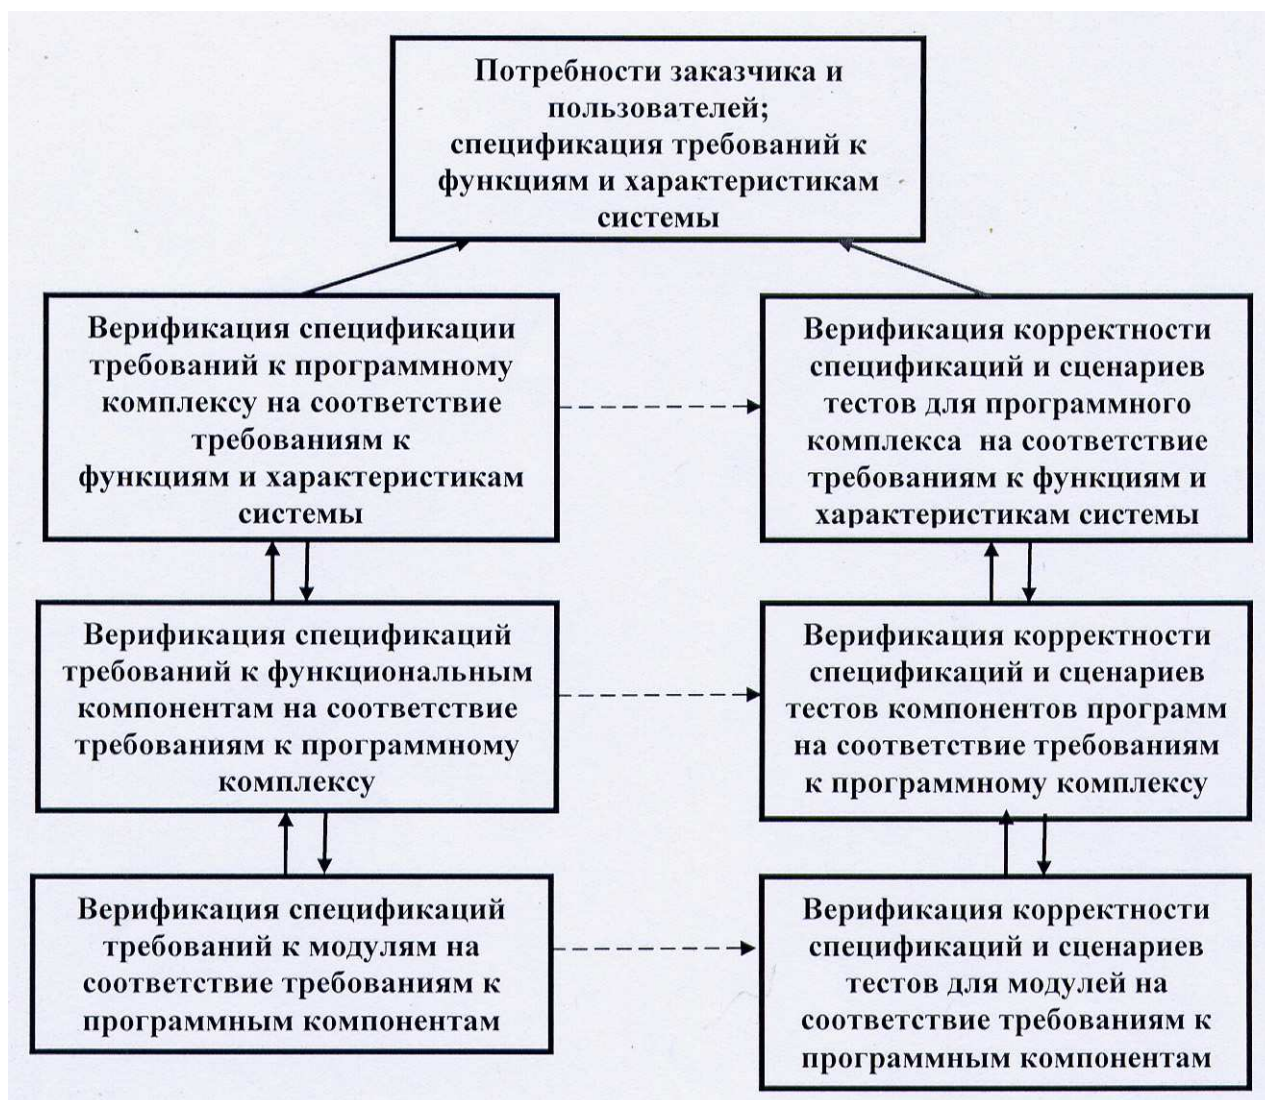 Потребности заказчика и
пользователей;
спецификация требований к
функциям и характеристикам
системы
Верификация спецификации
требований к программному
комплексу на соответствие
требованиям к
функциям и характеристикам
системы
Верификация корректности
спецификаций и сценариев
тестов для программного
комплекса на соответствие
требованиям к функциям и
характеристикам системы
Верификация спецификаций
требований к функциональным
компонентам на соответствие
требованиям к программному
комплексу
Верификация корректности
спецификаций и сценариев
тестов компонентов программ
на соответствие требованиям
к программному комплексу
Верификация спецификаций
требований к модулям на
соответствие требованиям к
программным компонентам
Верификация корректности
спецификаций и сценариев
тестов для модулей на
соответствие требованиям к
программным компонентам